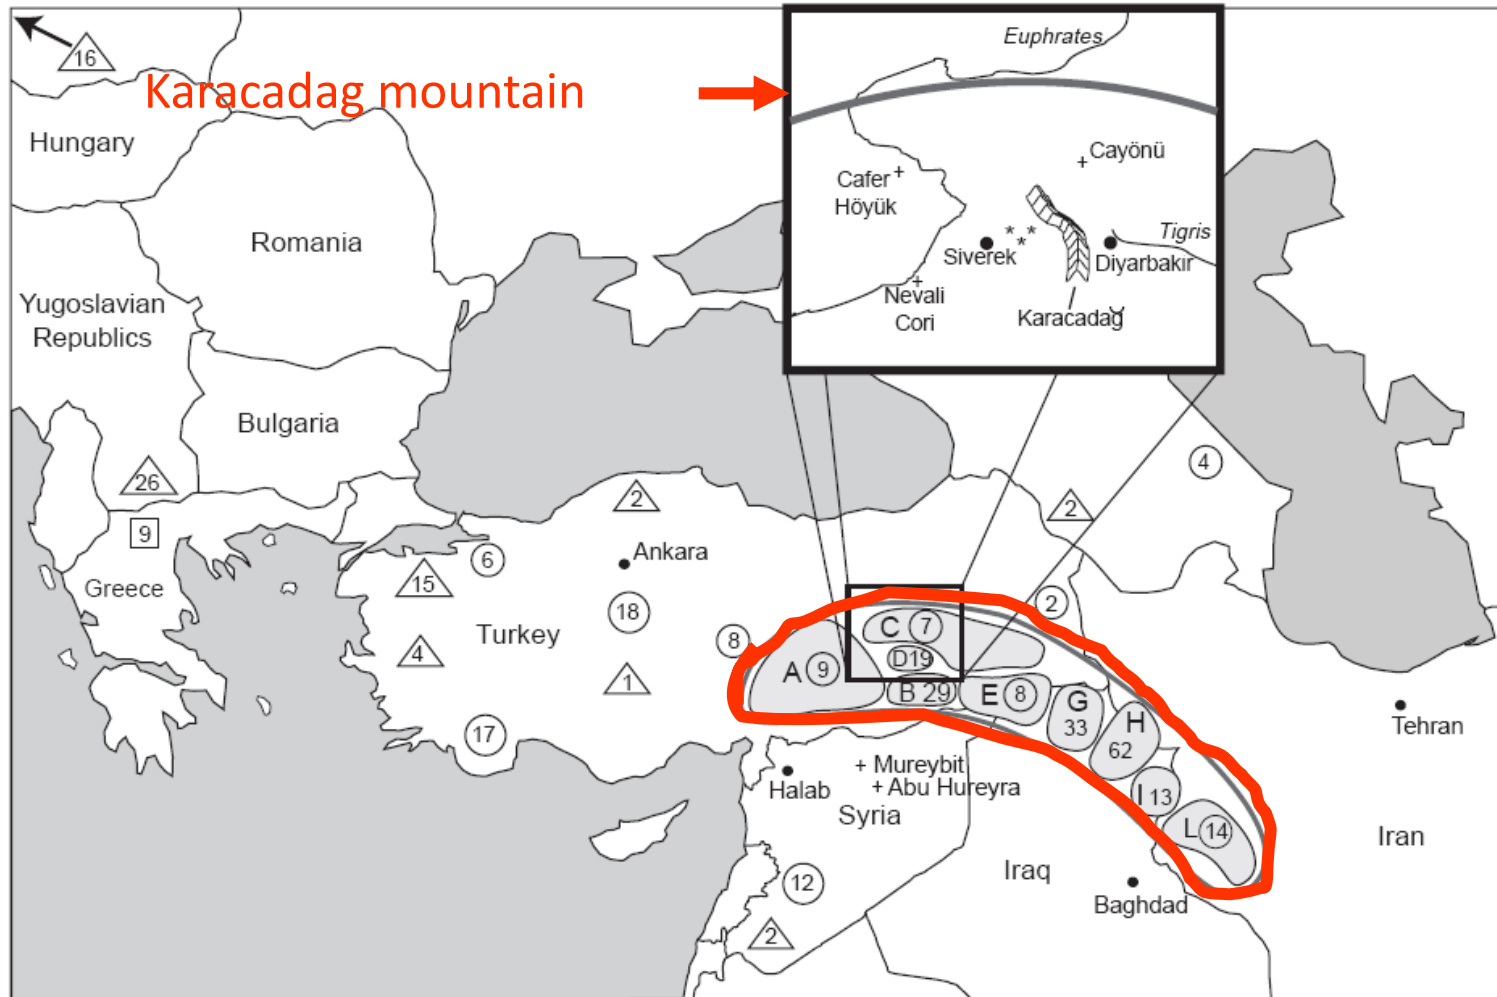 16
Karacadag mountain
Hungary
Romania
Yugoslavian
Republics
Bulgaria
26
9
Greece
Euphrates
+ Cayönü
Cafer +
Höyük
Tigris
* * *
*
Siverek
Diyarbakır
+
Nevali
Cori
Karacadağ
4
2
2
6
Ankara
15
18
Turkey
4
1
17
8
2
C 7
D19
A 9
B 29
E 8
G
33
H
62
I 13
L 14
Tehran
Halab
+ Mureybit
+ Abu Hureyra
Syria
12
2
Iraq
Baghdad
Iran